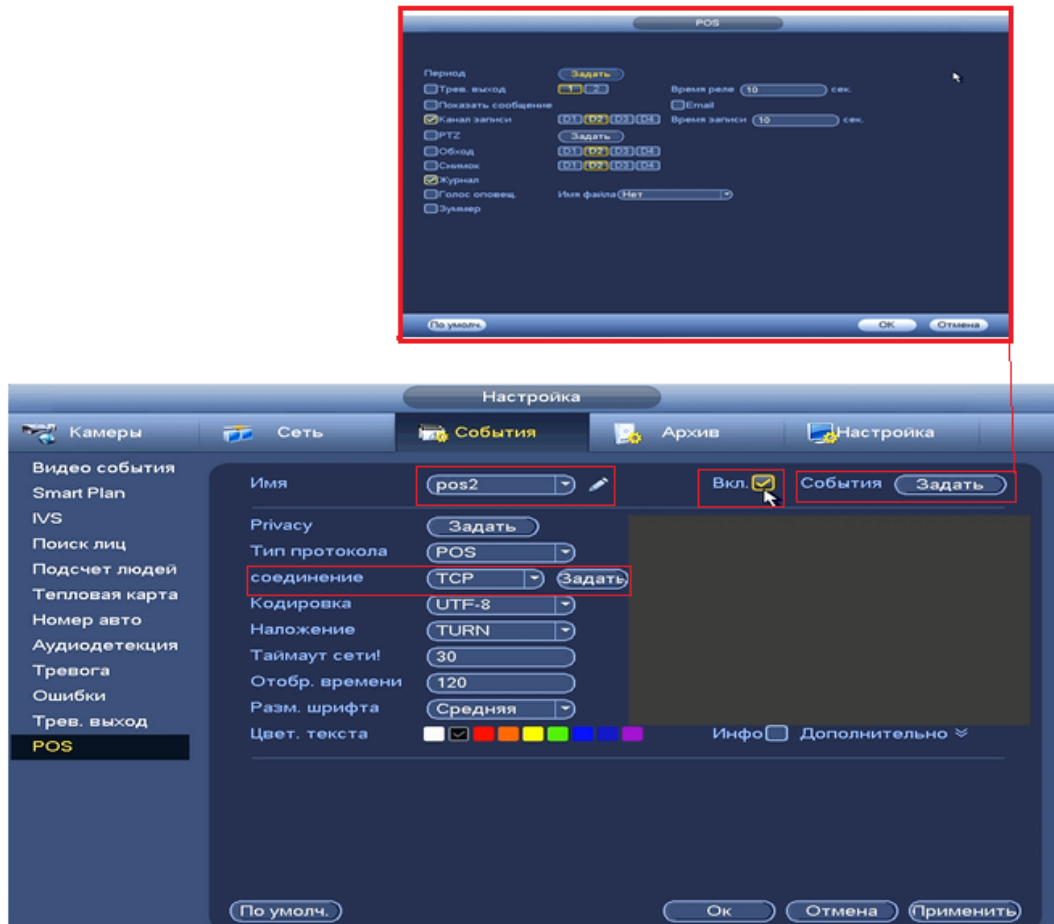 POS
Период Задать
Трев. выход 1 2 Время реле 10 сек.
Показать сообщение Email
Канал записи D1 D2 D3 D4 Время записи 10 сек.
PTZ Задать
Обход D1 D2 D3 D4
Снимок D1 D2 D3 D4
Журнал
Голос оповещ. Имя файла Нет
Зуммер
По умолч. OK Отмена
Настройка
Камеры Сеть События Архив Настройка
Видео события
Smart Plan
IVS
Поиск лиц
Подсчет людей
Тепловая карта
Номер авто
Аудиодетекция
Тревога
Ошибки
Трев. выход
POS
Имя pos2 Вкл. События Задать
Privacy Задать
Тип протокола POS
соединение TCP Задать
Кодировка UTF-8
Наложение TURN
Таймаут сети! 30
Отобр. времени 120
Разм. шрифта Средняя
Цвет. текста Инфо Дополнительно
По умолч. Ок Отмена Применить